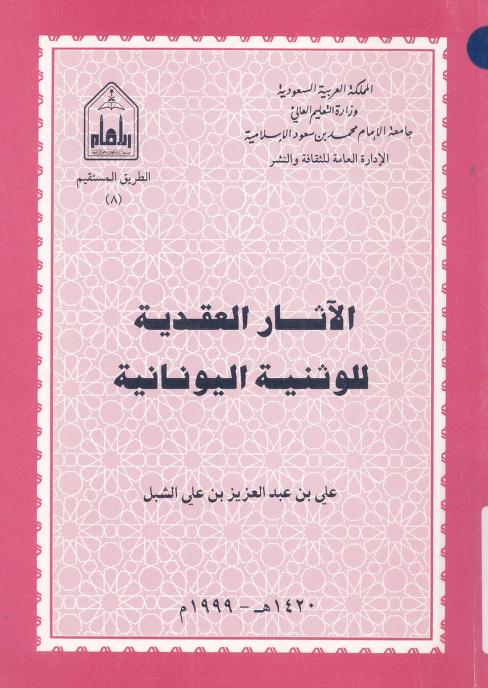 المملكة العربية السعودية
وزارة التعليم العالي
جامعة الإمام محمد بن سعود الإسلامية
الإدارة العامة للثقافة والنشر
الطريق المستقيم
(٨)
الآثار العقدية
للوثنية اليونانية
علي بن عبد العزيز بن علي الشبل
١٤٢٠هـ - ١٩٩٩م